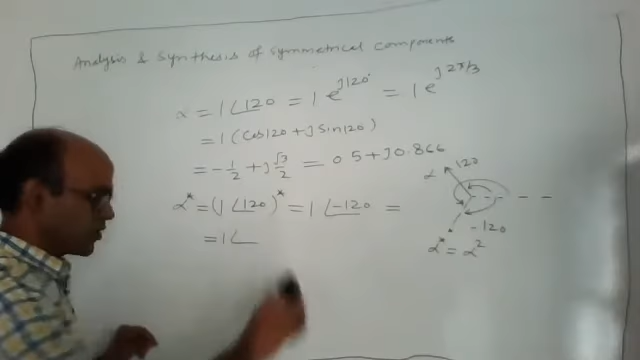 Analysis & Synthesis of symmetrical components
α = 1∠120 = 1 e^j120° = 1 e^j2π/3
= 1 (Cos120 + J Sin120)
= -1/2 + J √3/2 = 0.5 + J0.866
α* = (1∠120)* = 1∠-120 =
= 1∠
α 120
-120
α* = α²